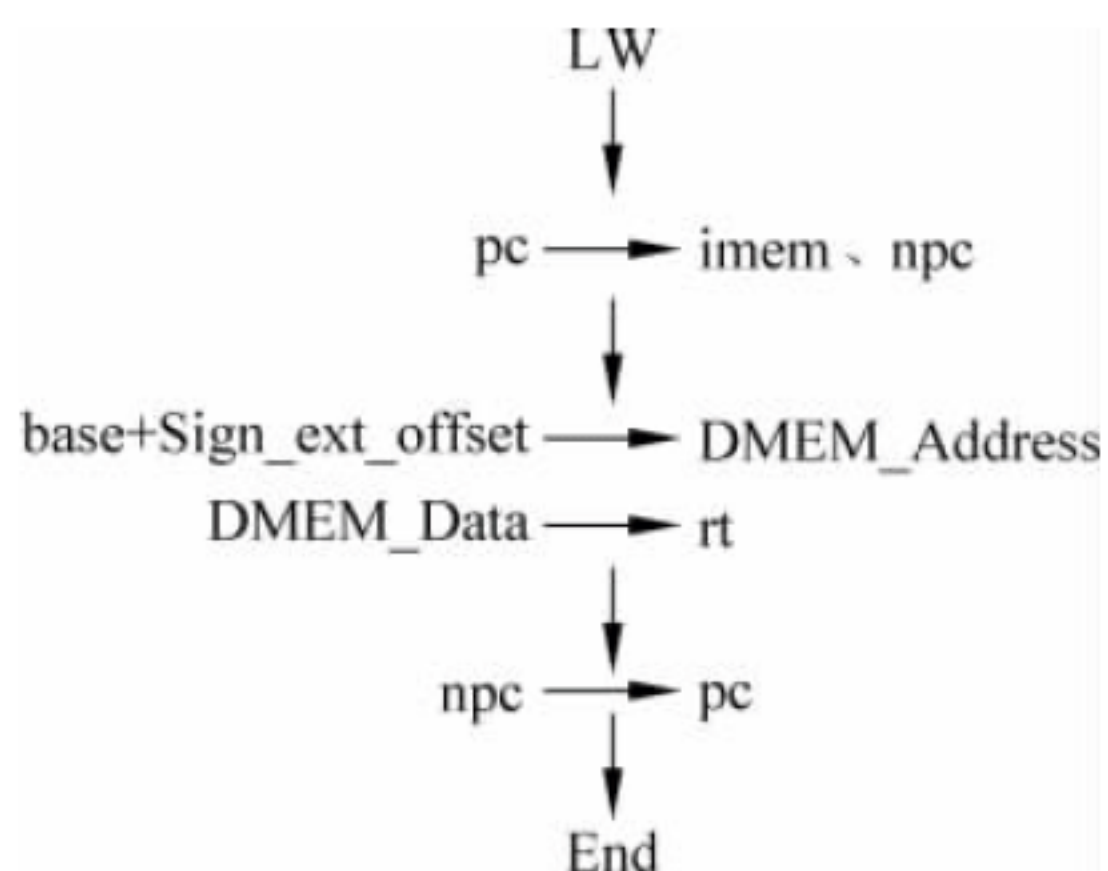 LW
pc imem、npc
base+Sign_ext_offset DMEM_Address
DMEM_Data rt
npc pc
End